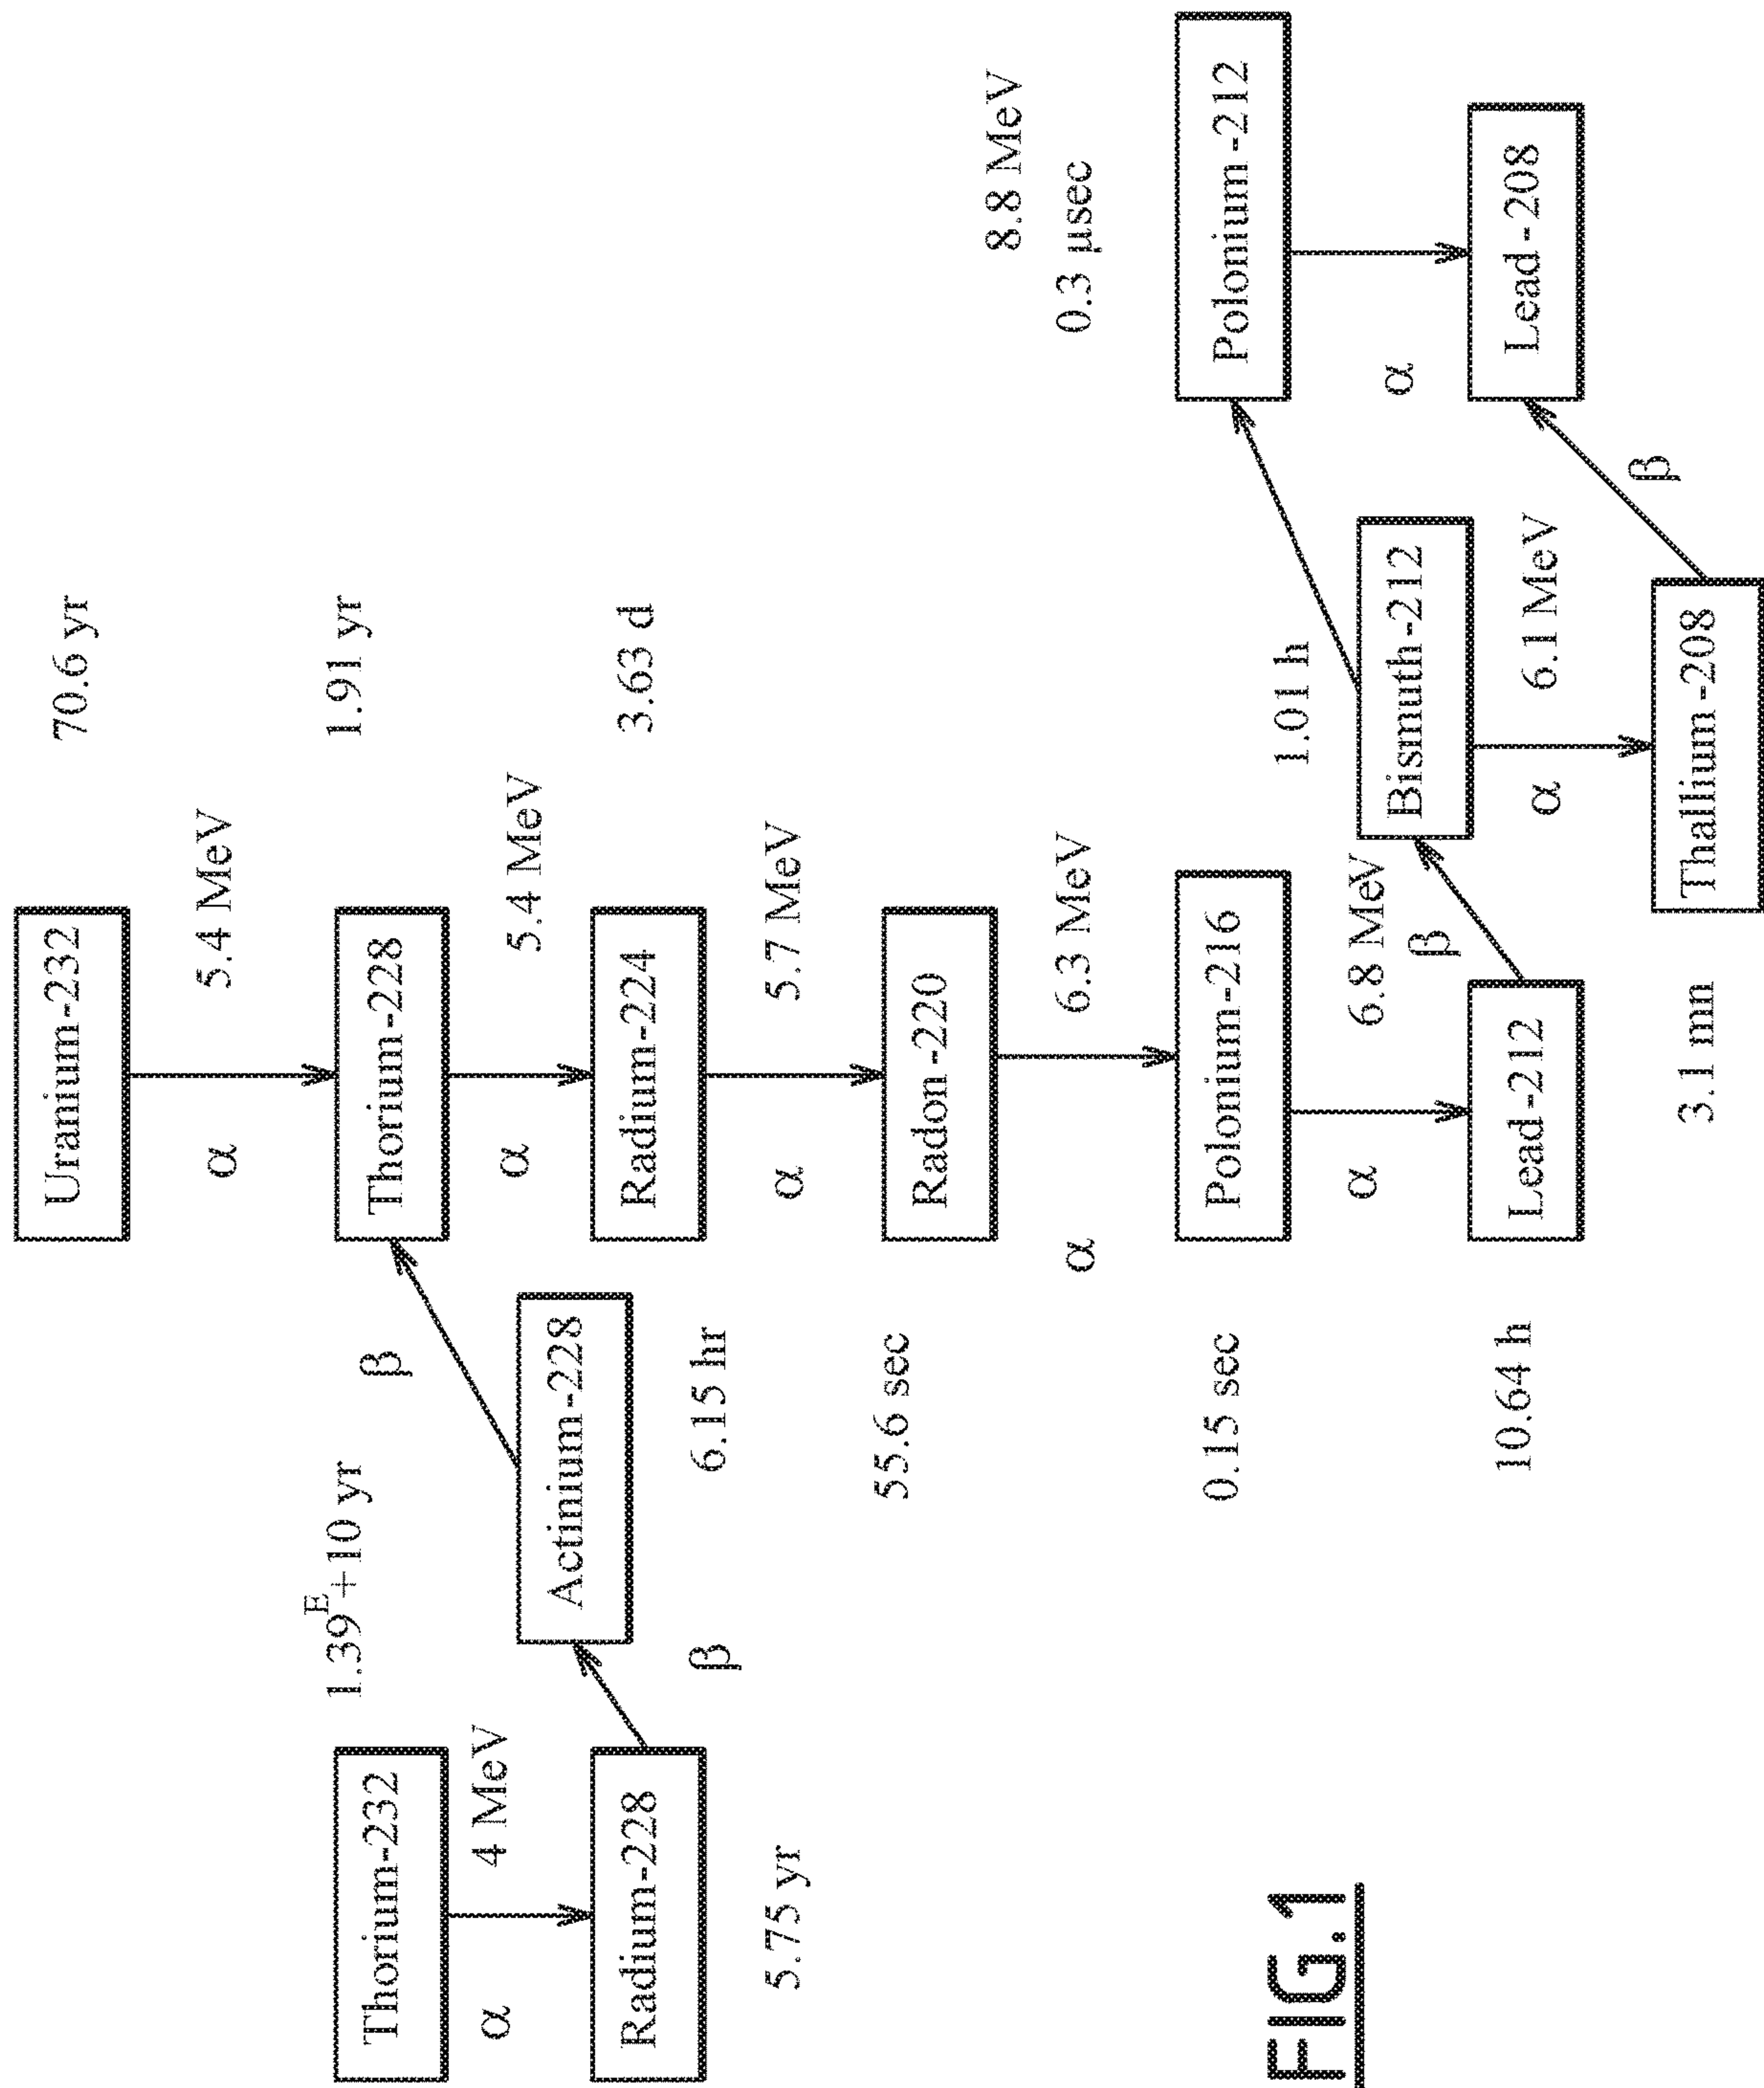 Uranium-232
70.6 yr
α
5.4 MeV
Thorium-232
1.39E+10 yr
Thorium-228
1.91 yr
β
α
4 MeV
α
5.4 MeV
Actinium-228
Radium-228
Radium-224
3.63 d
β
6.15 hr
5.75 yr
α
5.7 MeV
55.6 sec
Radon -220
α
6.3 MeV
8.8 MeV
0.3 μsec
0.15 sec
Polonium-216
Polonium -212
1.01 h
α
6.8 MeV
β
Bismuth-212
α
10.64 h
Lead -212
α
6.1MeV
Lead - 208
β
3.1 mn
Thallium -208
FIG.1